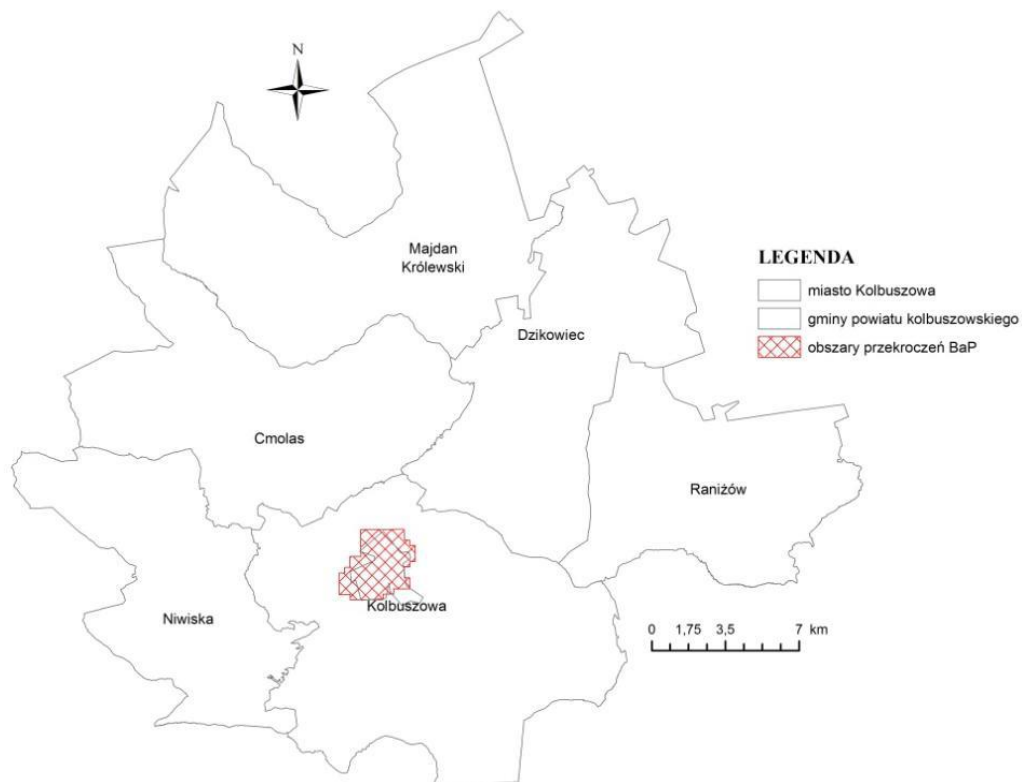 N
Majdan
Królewski
LEGENDA
miasto Kolbuszowa
gminy powiatu kolbuszowskiego
obszary przekroczeń BaP
Dzikowiec
Cmolas
Raniżów
Kolbuszowa
Niwiska
0 1,75 3,5 7 km